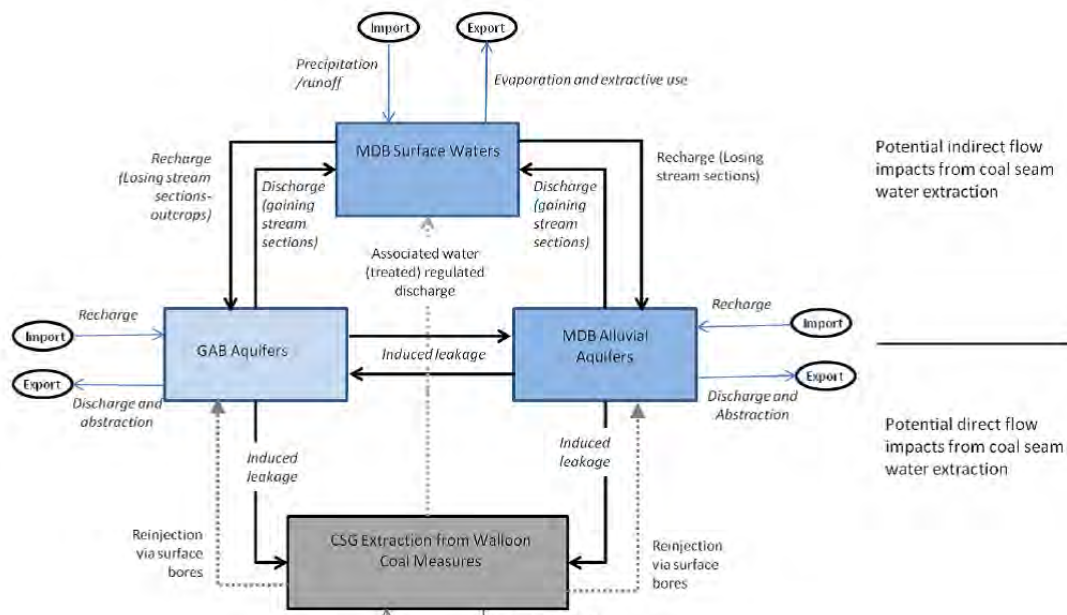 Import
Export
Precipitation
/runoff
Evaporation and extractive use
MDB Surface Waters
Recharge
(Losing stream
sections-
outcrops)
Discharge
(gaining
stream
sections)
Discharge
(gaining
stream
sections)
Recharge (Losing
stream sections)
Potential indirect flow
impacts from coal seam
water extraction
Associated water
(treated) regulated
discharge
Import
Recharge
GAB Aquifers
Export
Discharge and
abstraction
Induced leakage
MDB Alluvial
Aquifers
Recharge
Import
Export
Discharge and
Abstraction
Potential direct flow
impacts from coal seam
water extraction
Induced
leakage
Induced
leakage
Reinjection
via surface
bores
CSG Extraction from Walloon
Coal Measures
Reinjection
via surface
bores